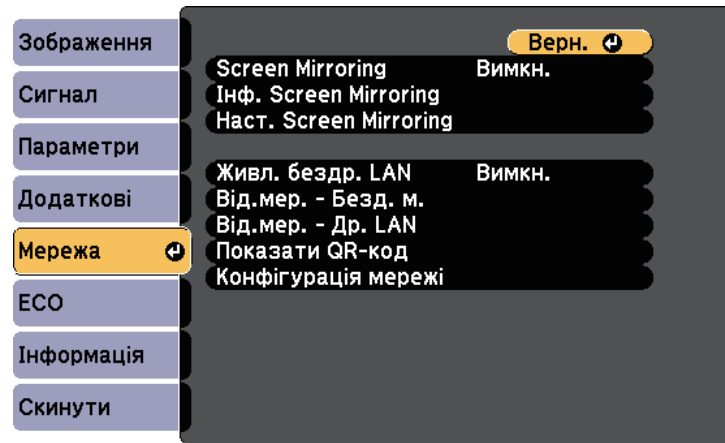 Зображення
Сигнал
Параметри
Додаткові
Мережа
ECO
Інформація
Скинути
Верн.
Screen Mirroring Вимкн.
Інф. Screen Mirroring
Наст. Screen Mirroring
Живл. бездр. LAN Вимкн.
Від.мер. - Безд. м.
Від.мер. - Др. LAN
Показати QR-код
Конфігурація мережі